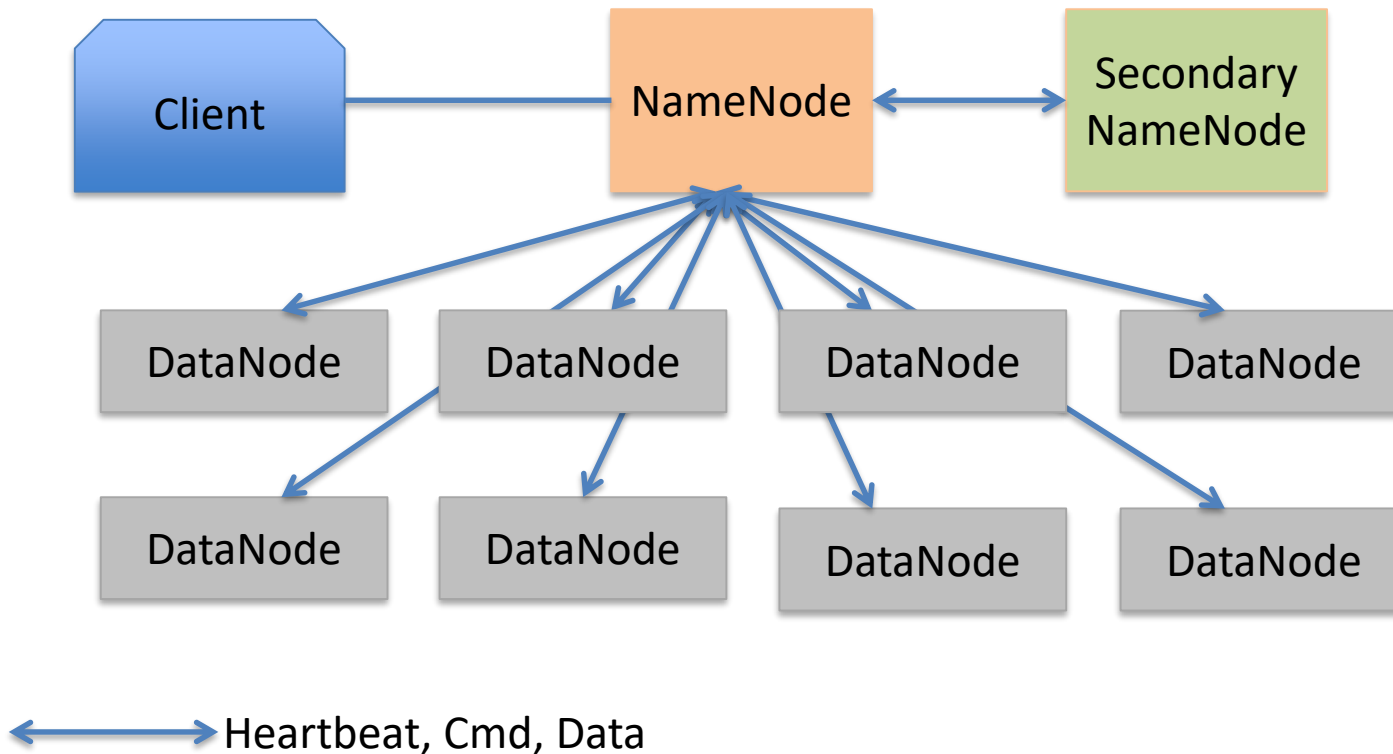 Client
NameNode
Secondary
NameNode
DataNode
DataNode
DataNode
DataNode
DataNode
DataNode
DataNode
DataNode
Heartbeat, Cmd, Data